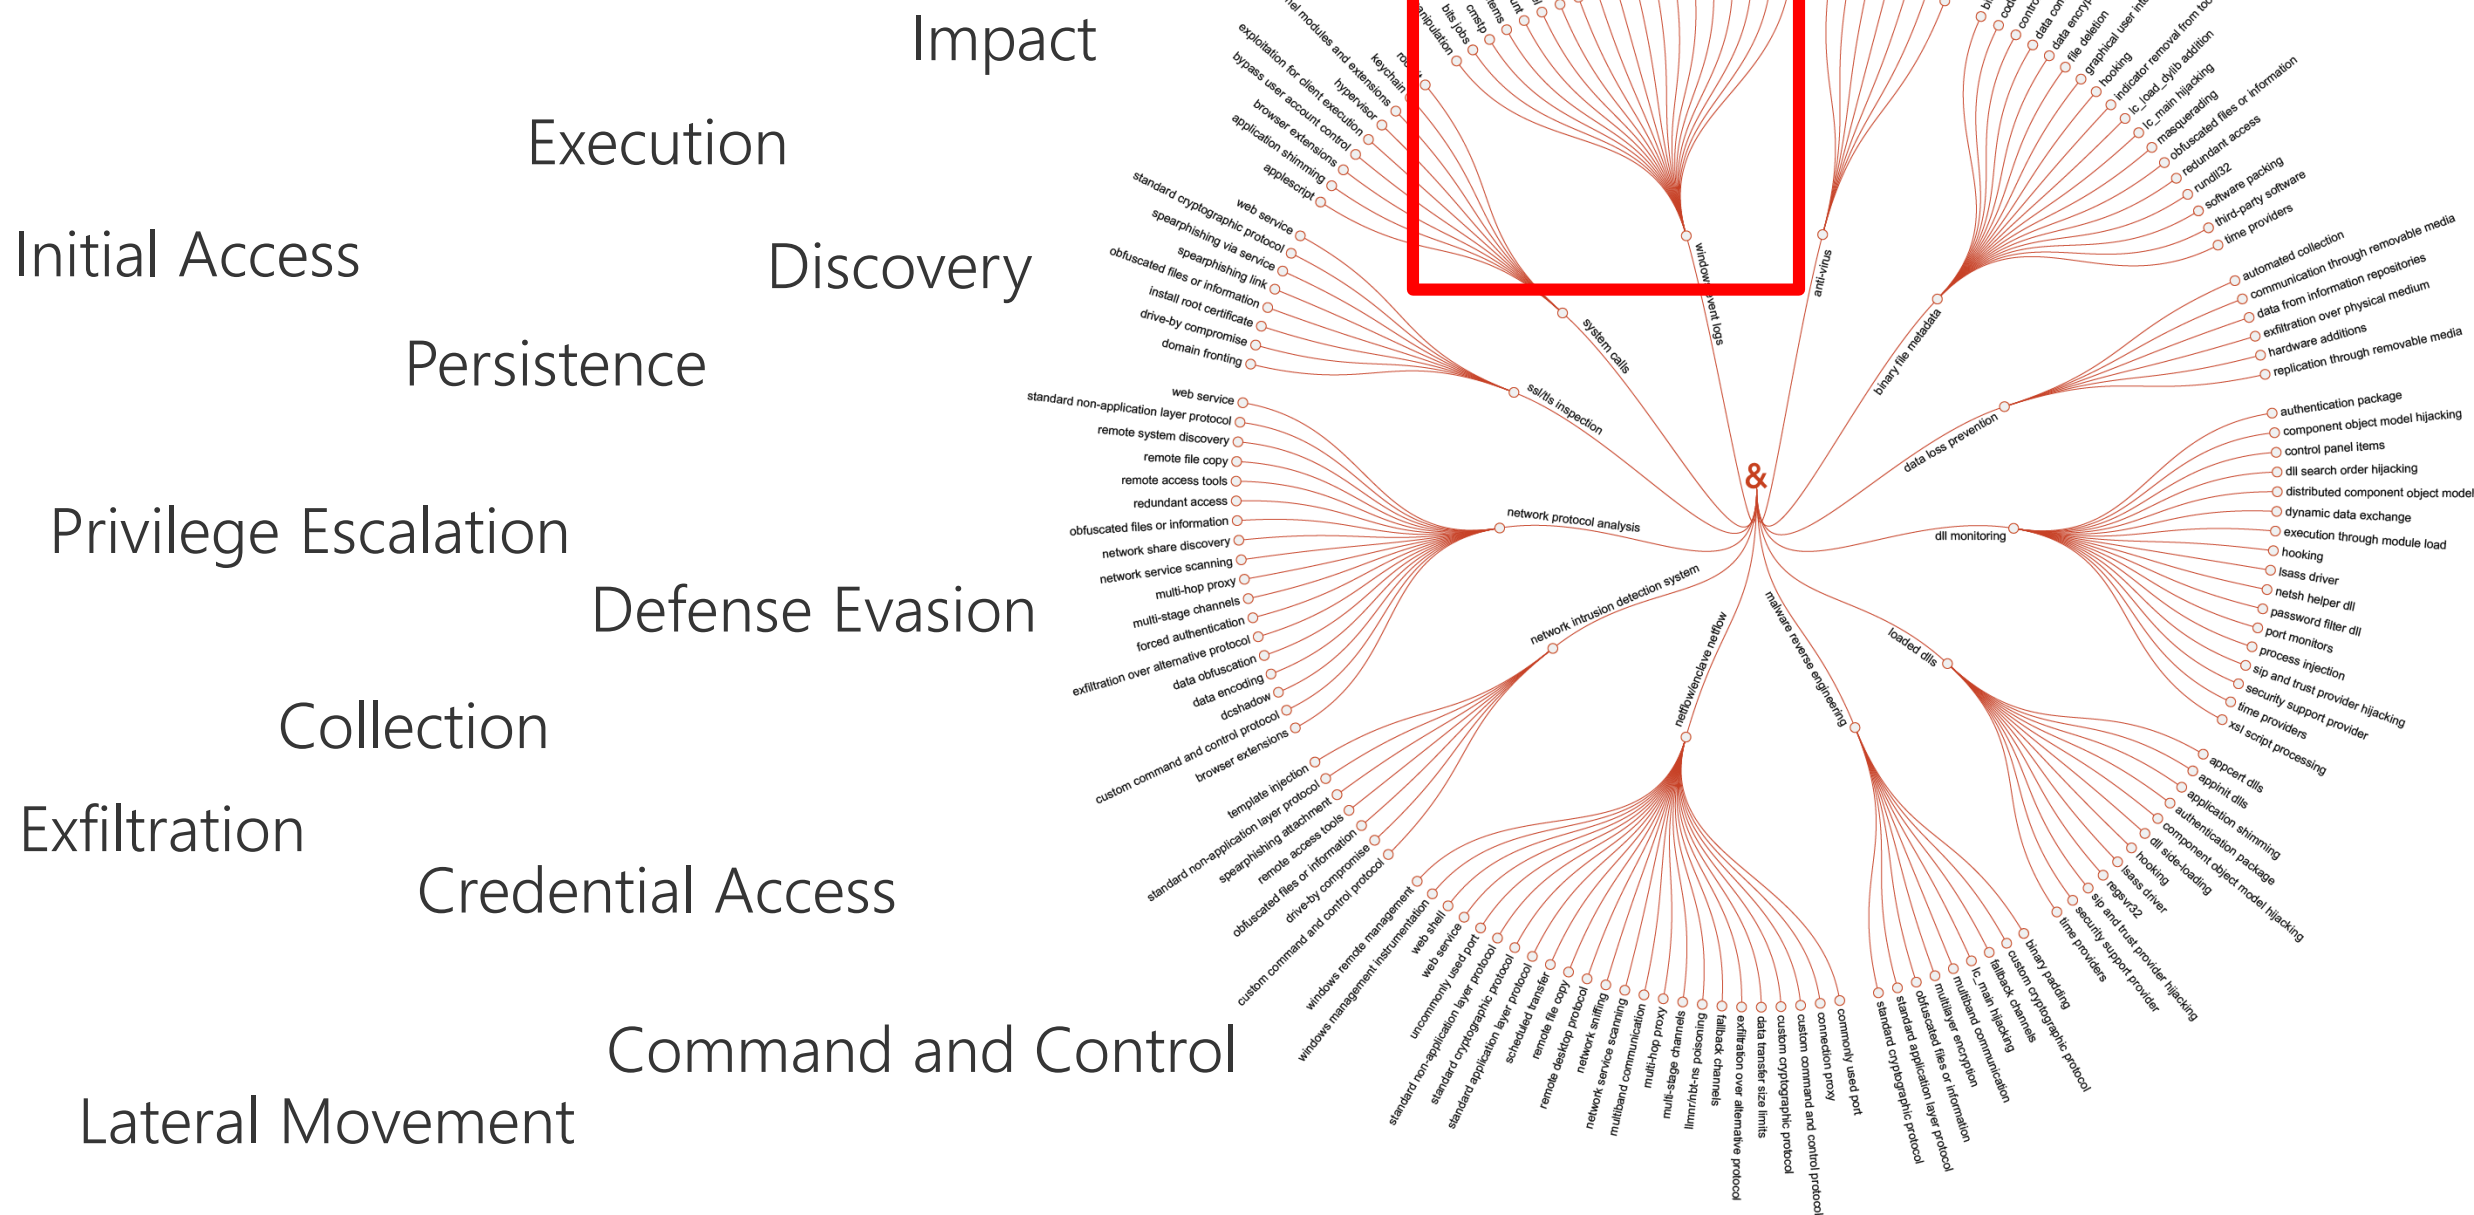 Impact
Execution
Initial Access
Discovery
Persistence
Privilege Escalation
Defense Evasion
Collection
Exfiltration
Credential Access
Command and Control
Lateral Movement
&
windows event logs
bits jobs
cmstp
system calls
keychain
modules and extensions
hypervisor
exploitation for client execution
bypass user account control
browser extensions
application shimming
applescript
ssl/tls inspection
web service
standard cryptographic protocol
spearphishing via service
spearphishing link
obfuscated files or information
install root certificate
drive-by compromise
domain fronting
network protocol analysis
web service
standard non-application layer protocol
remote system discovery
remote file copy
remote access tools
redundant access
obfuscated files or information
network share discovery
network service scanning
multi-hop proxy
multi-stage channels
forced authentication
exfiltration over alternative protocol
data obfuscation
data encoding
dcshadow
custom command and control protocol
browser extensions
network intrusion detection system
template injection
standard non-application layer protocol
spearphishing attachment
remote access tools
obfuscated files or information
drive-by compromise
custom command and control protocol
netflow/enclave netflow
windows remote management
windows management instrumentation
web shell
web service
uncommonly used port
standard non-application layer protocol
standard cryptographic protocol
standard application layer protocol
scheduled transfer
remote file copy
remote desktop protocol
network sniffing
network service scanning
multiband communication
multi-hop proxy
multi-stage channels
llmnr/nbt-ns poisoning
fallback channels
exfiltration over alternative protocol
data transfer size limits
custom cryptographic protocol
custom command and control protocol
connection proxy
commonly used port
malware reverse engineering
standard cryptographic protocol
standard application layer protocol
obfuscated files or information
multilayer encryption
multiband communication
lc_main hijacking
fallback channels
custom cryptographic protocol
binary padding
loaded dlls
appcert dlls
appinit dlls
application shimming
authentication package
component object model hijacking
dll side-loading
hooking
lsass driver
regsvr32
sip and trust provider hijacking
security support provider
time providers
dll monitoring
authentication package
component object model hijacking
control panel items
dll search order hijacking
distributed component object model
dynamic data exchange
execution through module load
hooking
lsass driver
netsh helper dll
password filter dll
port monitors
process injection
sip and trust provider hijacking
security support provider
time providers
xsl script processing
data loss prevention
automated collection
communication through removable media
data from information repositories
exfiltration over physical medium
hardware additions
replication through removable media
binary file metadata
file deletion
graphical user
hooking
indicator removal from
lc_load_dylib addition
lc_main hijacking
masquerading
obfuscated files or information
redundant access
rundll32
software packing
third-party software
time providers
anti-virus